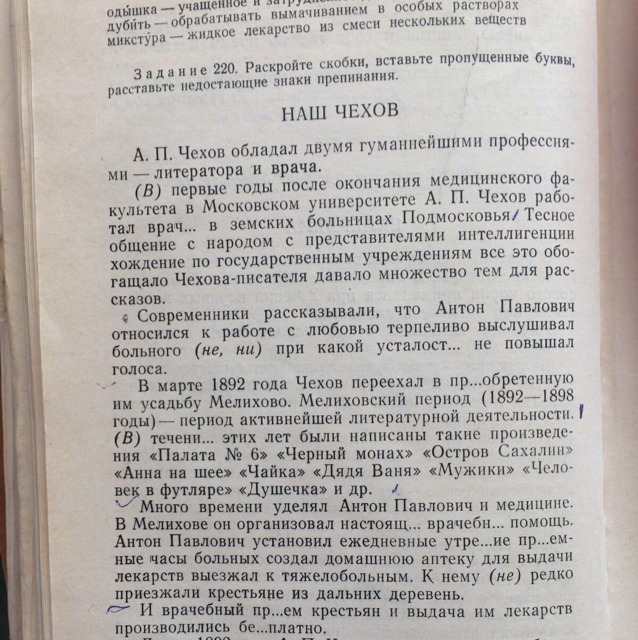 одышка — учащенное и
дубить — обрабатывать вымачиванием в особых растворах
микстура — жидкое лекарство из смеси нескольких веществ
Задание 220. Раскройте скобки, вставьте пропущенные буквы,
расставьте недостающие знаки препинания.
НАШ ЧЕХОВ
А. П. Чехов обладал двумя гуманнейшими профессия-
ми — литератора и врача.
(В) первые годы после окончания медицинского фа-
культета в Московском университете А. П. Чехов рабо-
тал врач... в земских больницах Подмосковья. Тесное
общение с народом с представителями интеллигенции
хождение по государственным учреждениям все это обо-
гащало Чехова-писателя давало множество тем для рас-
сказов.
Современники рассказывали, что Антон Павлович
относился к работе с любовью терпеливо выслушивал
больного (не, ни) при какой усталост... не повышал
голоса.
В марте 1892 года Чехов переехал в пр...обретенную
им усадьбу Мелихово. Мелиховский период (1892—1898
годы) — период активнейшей литературной деятельности.
(В) течени... этих лет были написаны такие произведе-
ния «Палата № 6» «Черный монах» «Остров Сахалин»
«Анна на шее» «Чайка» «Дядя Ваня» «Мужики» «Чело-
век в футляре» «Душечка» и др.
Много времени уделял Антон Павлович и медицине.
В Мелихове он организовал настоящ... врачебн... помощь.
Антон Павлович установил ежедневные утре...ие пр...ем-
ные часы больных создал домашнюю аптеку для выдачи
лекарств выезжал к тяжелобольным. К нему (не) редко
приезжали крестьяне из дальних деревень.
И врачебный пр...ем крестьян и выдача им лекарств
производились бе...платно.